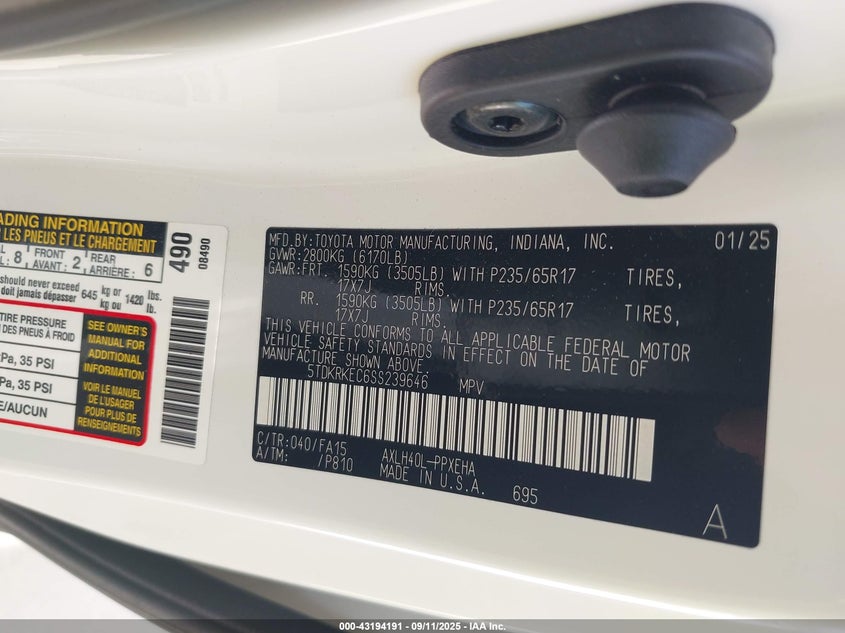 ADING INFORMATION
LES PNEUS ET LE CHARGEMENT
8 FRONT 2 REAR 6
AVANT : ARRIÈRE :
should never exceed 645 kg or 1420 lbs.
doit jamais dépasser kg ou lb.
TIRE PRESSURE
DES PNEUS À FROID
Pa, 35 PSI
Pa, 35 PSI
E/AUCUN
SEE OWNER'S
MANUAL FOR
ADDITIONAL
INFORMATION
VOIR LE MANUEL
DE L'USAGER
POUR PLUS DE
RENSEIGNEMENTS
490
08490
MFD.BY:TOYOTA MOTOR MANUFACTURING, INDIANA, INC. 01/25
GVWR:2800KG (6170LB)
GAWR:FRT. 1590KG (3505LB) WITH P235/65R17 TIRES,
17X7J RIMS.
RR. 1590KG (3505LB) WITH P235/65R17 TIRES,
17X7J RIMS.
THIS VEHICLE CONFORMS TO ALL APPLICABLE FEDERAL MOTOR
VEHICLE SAFETY STANDARDS IN EFFECT ON THE DATE OF
MANUFACTURE SHOWN ABOVE.
5TDKRKEC6SS239646 MPV
C/TR:040/FA15 AXLH40L-PPXEHA
A/TM: /P810 MADE IN U.S.A. 695
A
000-43194191 - 09/11/2025 - IAA Inc.